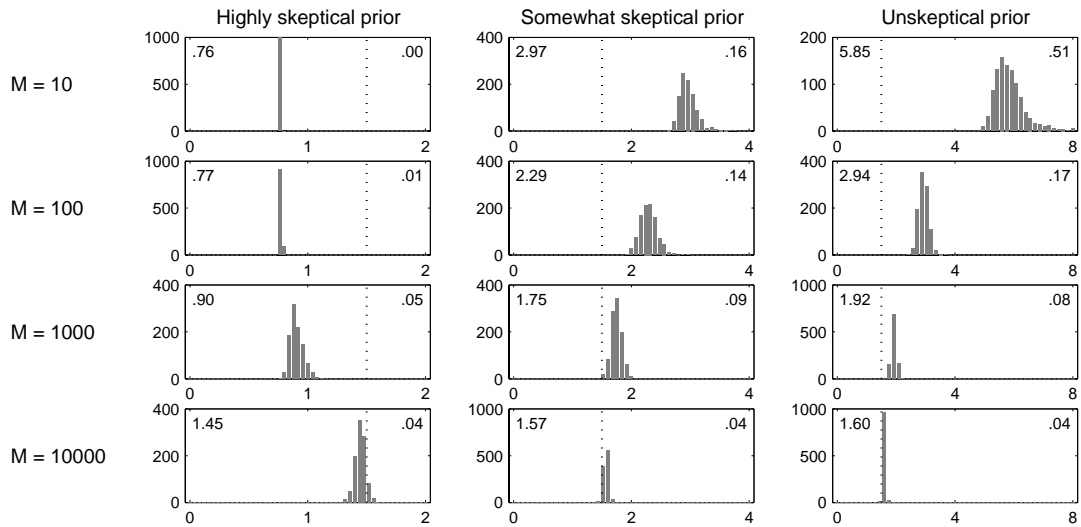 Highly skeptical prior Somewhat skeptical prior Unskeptical prior
M = 10
1000
500
0
.76 .00
0 1 2
400
200
0
2.97 .16
0 2 4
200
100
0
5.85 .51
0 4 8
M = 100
1000
500
0
.77 .01
0 1 2
400
200
0
2.29 .14
0 2 4
400
200
0
2.94 .17
0 4 8
M = 1000
400
200
0
.90 .05
0 1 2
400
200
0
1.75 .09
0 2 4
1000
500
0
1.92 .08
0 4 8
M = 10000
400
200
0
1.45 .04
0 1 2
1000
500
0
1.57 .04
0 2 4
1000
500
0
1.60 .04
0 4 8